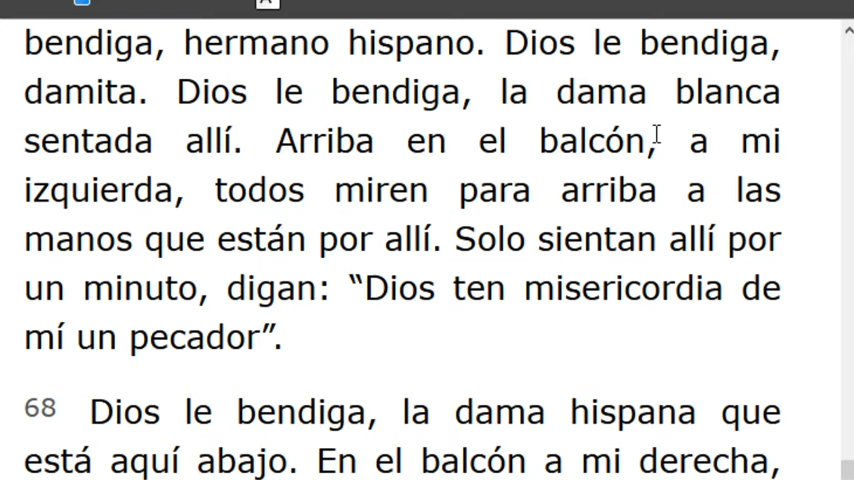 bendiga, hermano hispano. Dios le bendiga,
damita. Dios le bendiga, la dama blanca
sentada allí. Arriba en el balcón, a mi
izquierda, todos miren para arriba a las
manos que están por allí. Solo sientan allí por
un minuto, digan: “Dios ten misericordia de
mí un pecador”.
68 Dios le bendiga, la dama hispana que
está aquí abajo. En el balcón a mi derecha,